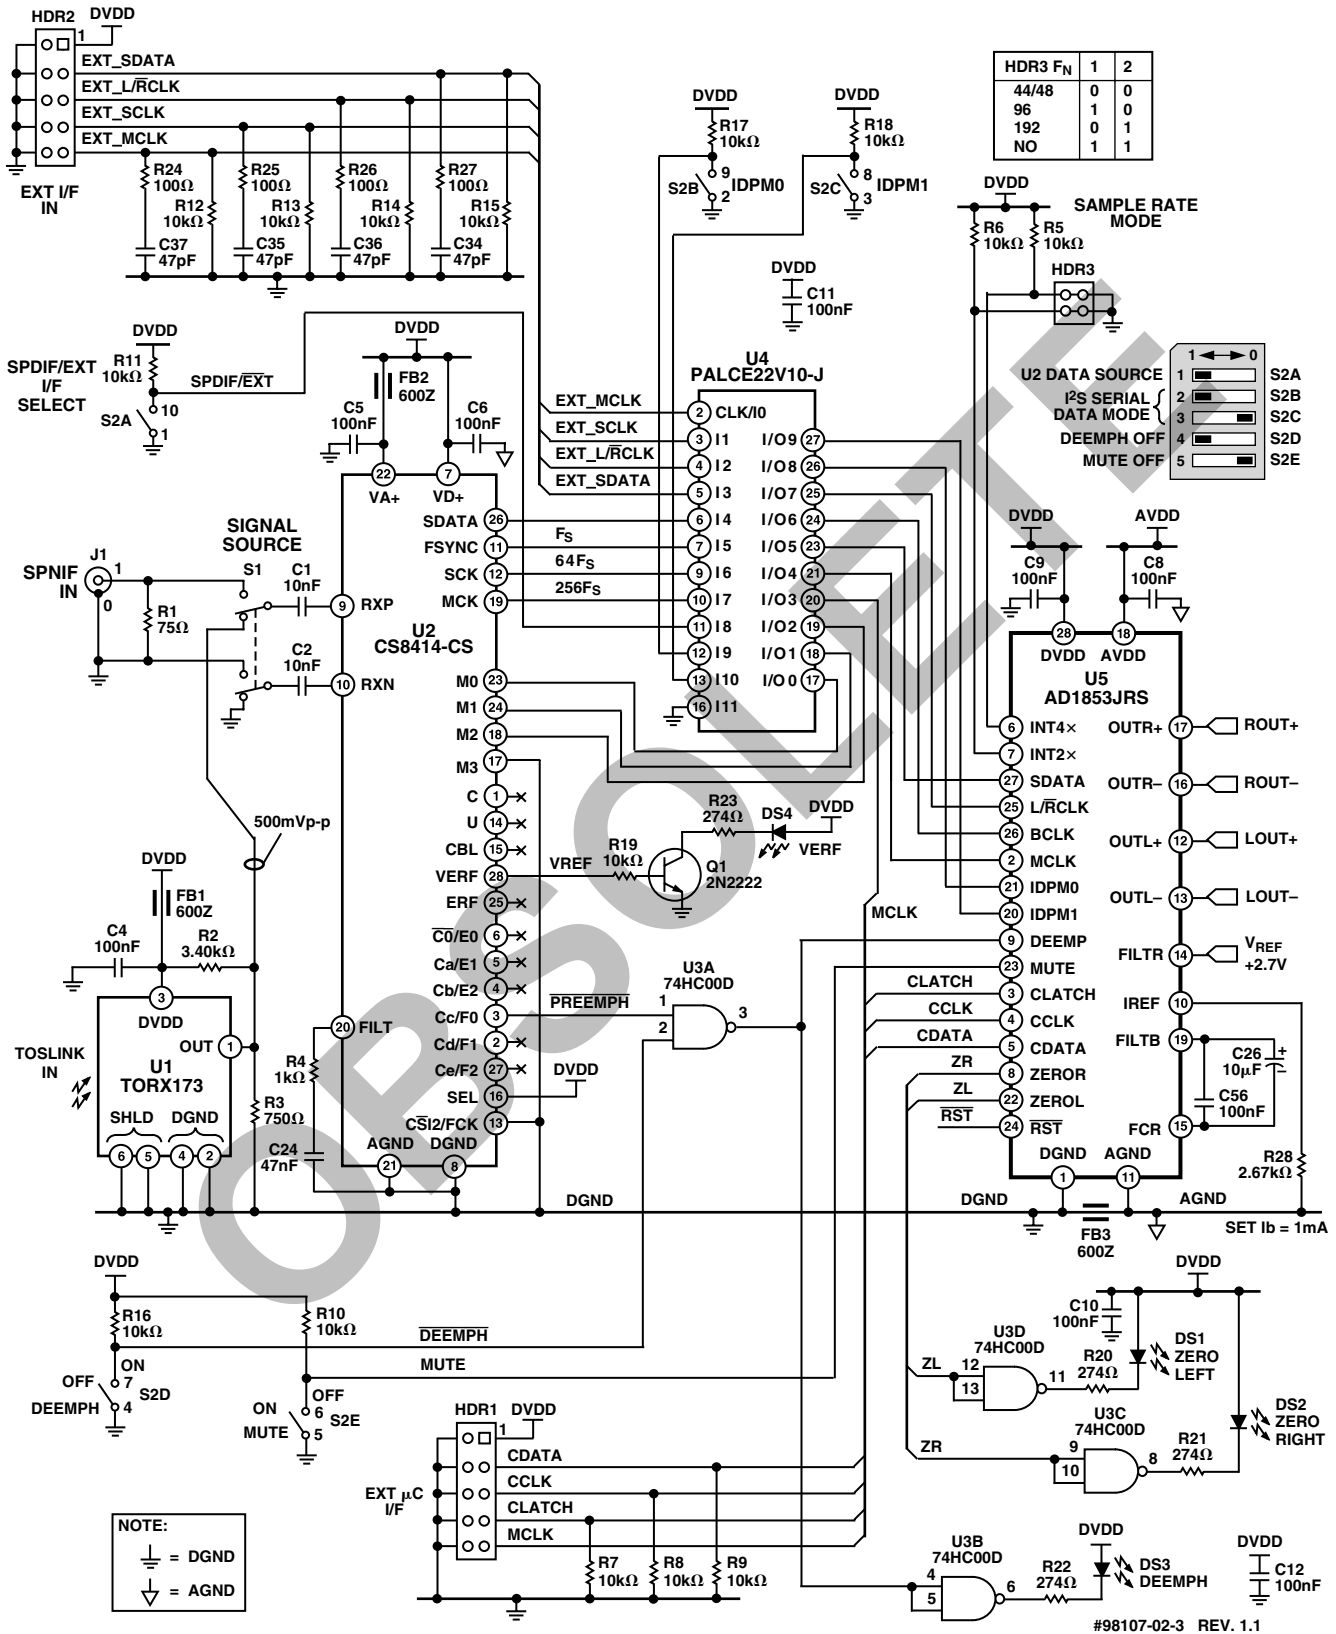 HDR2 DVDD
1
EXT_SDATA
EXT_L/R̅CLK
EXT_SCLK
EXT_MCLK
EXT I/F
IN
R24
100Ω
R12
10kΩ
R25
100Ω
R13
10kΩ
R26
100Ω
R14
10kΩ
R27
100Ω
R15
10kΩ
C37
47pF
C35
47pF
C36
47pF
C34
47pF
DVDD
R17
10kΩ
9
S2B
IDPM0
2
DVDD
R18
10kΩ
8
S2C
IDPM1
3
HDR3 FN 1 2
44/48 0 0
96 1 0
192 0 1
NO 1 1
DVDD
SAMPLE RATE
MODE
R6
10kΩ
R5
10kΩ
HDR3
DVDD
C11
100nF
1 0
U2 DATA SOURCE 1 S2A
I²S SERIAL 2 S2B
DATA MODE 3 S2C
DEEMPH OFF 4 S2D
MUTE OFF 5 S2E
SPDIF/EXT
I/F
SELECT
DVDD
R11
10kΩ
SPDIF/E̅X̅T̅
10
S2A
1
DVDD
FB2
600Z
C5
100nF
C6
100nF
22
VA+
7
VD+
U2
CS8414-CS
SDATA 26
FSYNC 11
SCK 12
MCK 19
9 RXP
10 RXN
M0 23
M1 24
M2 18
M3 17
C 1
U 14
CBL 15
VERF 28
ERF 25
C̅0̅/E0 6
Ca/E1 5
Cb/E2 4
Cc/F0 3
Cd/F1 2
Ce/F2 27
SEL 16
C̅S̅I2/FCK 13
20 FILT
AGND
21
DGND
8
DVDD
FS
64FS
256FS
U4
PALCE22V10-J
EXT_MCLK
EXT_SCLK
EXT_L/R̅CLK
EXT_SDATA
2 CLK/I0
3 I1
4 I2
5 I3
6 I4
7 I5
9 I6
10 I7
11 I8
12 I9
13 I10
16 I11
I/O9 27
I/O8 26
I/O7 25
I/O6 24
I/O5 23
I/O4 21
I/O3 20
I/O2 19
I/O1 18
I/O0 17
SPNIF
IN
J1
1
0
R1
75Ω
SIGNAL
SOURCE
S1
C1
10nF
C2
10nF
500mVp-p
DVDD
FB1
600Z
C4
100nF
R2
3.40kΩ
TOSLINK
IN
3
DVDD
OUT 1
U1
TORX173
SHLD DGND
6 5 4 2
R4
1kΩ
R3
750Ω
C24
47nF
VREF
R19
10kΩ
R23
274Ω
DS4
DVDD
VERF
Q1
2N2222
P̅R̅E̅E̅M̅P̅H̅
U3A
74HC00D
1
2
3
MCLK
CLATCH
CCLK
CDATA
ZR
ZL
R̅S̅T̅
DVDD
C9
100nF
AVDD
C8
100nF
28
DVDD
18
AVDD
U5
AD1853JRS
6 INT4×
7 INT2×
27 SDATA
25 L/R̅CLK
26 BCLK
2 MCLK
21 IDPM0
20 IDPM1
9 DEEMP
23 MUTE
3 CLATCH
4 CCLK
5 CDATA
8 ZEROR
22 ZEROL
24 R̅S̅T̅
OUTR+ 17 ROUT+
OUTR– 16 ROUT–
OUTL+ 12 LOUT+
OUTL– 13 LOUT–
FILTR 14 VREF
+2.7V
IREF 10
FILTB 19
FCR 15
C26
10µF
+
–
C56
100nF
R28
2.67kΩ
DGND
1
AGND
11
DGND
DGND
AGND
FB3
600Z
SET Ib = 1mA
DVDD
R16
10kΩ
ON
OFF
7
S2D
DEEMPH
4
R10
10kΩ
OFF
ON
6
S2E
MUTE
5
D̅E̅E̅M̅P̅H̅
MUTE
HDR1 DVDD
1
CDATA
CCLK
CLATCH
MCLK
EXT µC
I/F
R7
10kΩ
R8
10kΩ
R9
10kΩ
DVDD
C10
100nF
U3D
74HC00D
ZL
12
13
11
R20
274Ω
DS1
ZERO
LEFT
U3C
74HC00D
ZR
9
10
8
R21
274Ω
DS2
ZERO
RIGHT
U3B
74HC00D
4
5
6
R22
274Ω
DVDD
DS3
DEEMPH
DVDD
C12
100nF
NOTE:
= DGND
= AGND
#98107-02-3 REV. 1.1
OBSOLETE